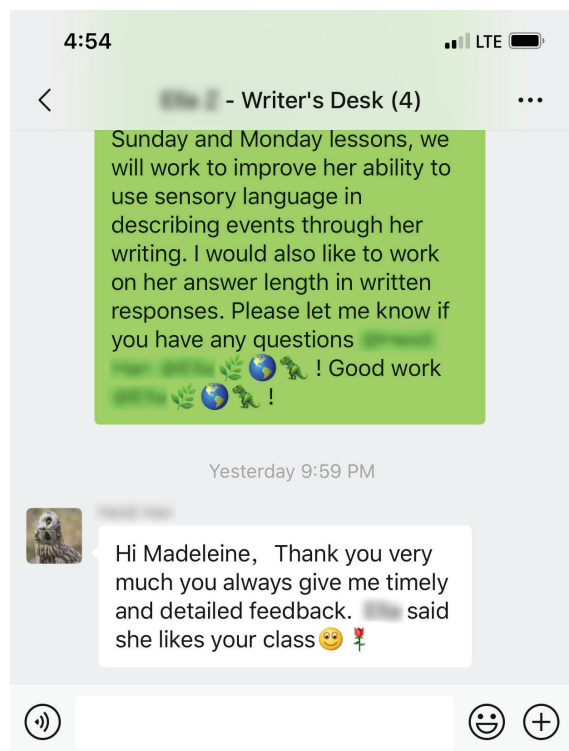 4:54
LTE
- Writer's Desk (4)
Sunday and Monday lessons, we
will work to improve her ability to
use sensory language in
describing events through her
writing. I would also like to work
on her answer length in written
responses. Please let me know if
you have any questions
🌿🌎🦖 ! Good work
🌿🌎🦖 !
Yesterday 9:59 PM
Hi Madeleine， Thank you very
much you always give me timely
and detailed feedback. said
she likes your class🙂🌹